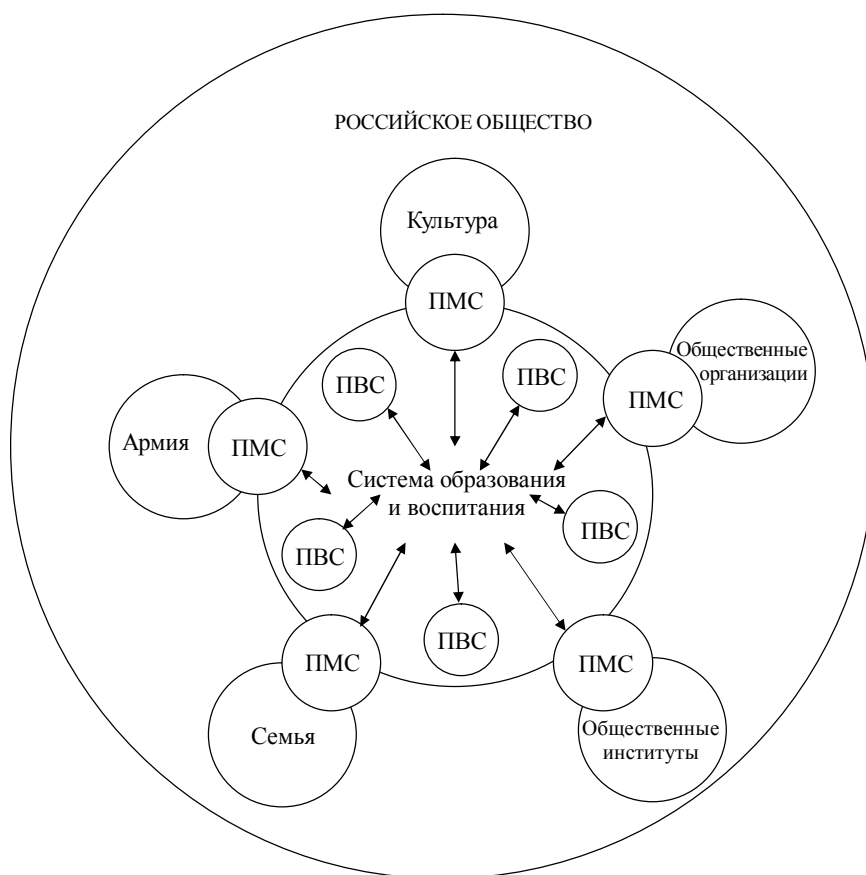 РОССИЙСКОЕ ОБЩЕСТВО
Культура
ПМС
Общественные
организации
ПМС
ПВС
ПВС
Армия
ПМС
Система образования
и воспитания
ПВС
ПВС
ПВС
ПМС
ПМС
Семья
Общественные
институты